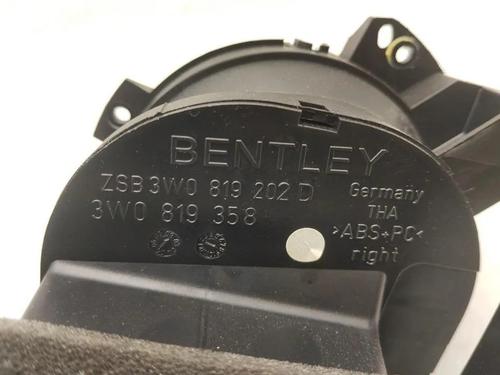 BENTLEY
ZSB 3W0 819 202 D
3W0 819 358
Germany
THA
>ABS+PC<
right